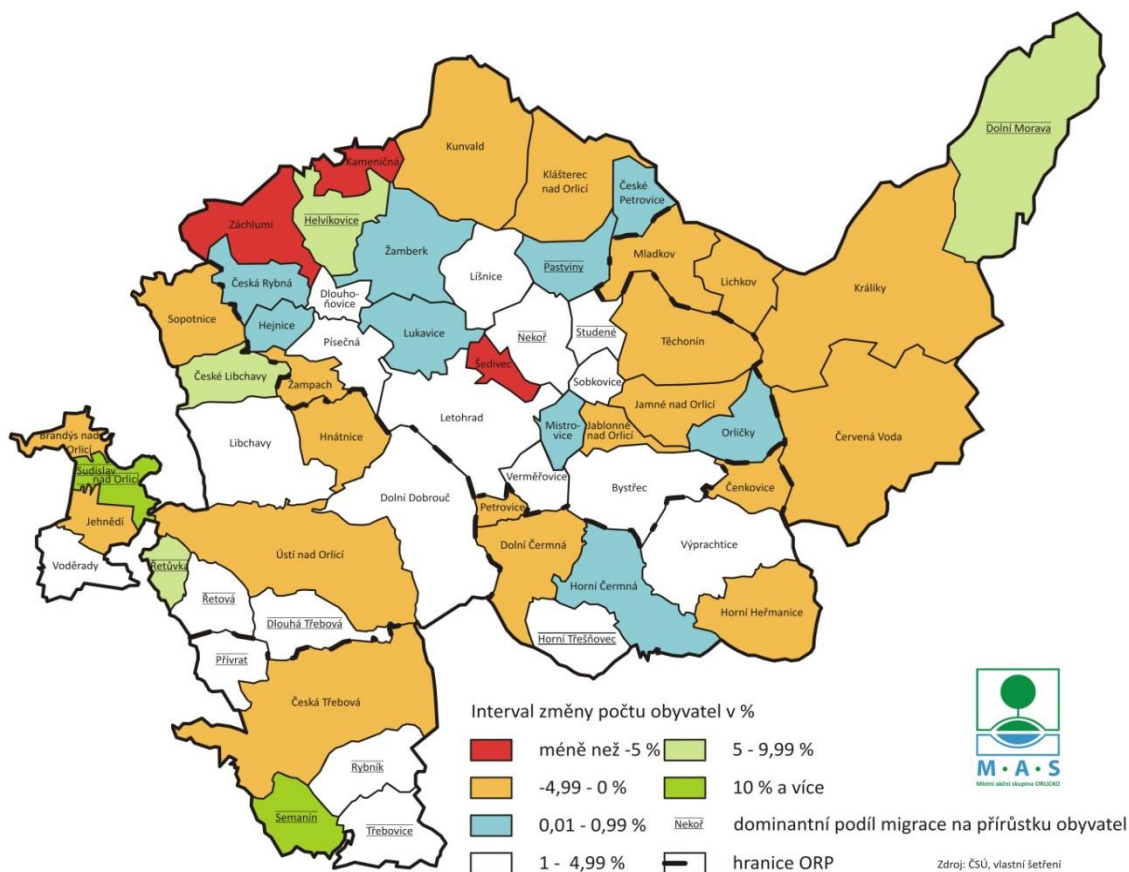 Dolní Morava
Kunvald
Kameničná
Klášterec
nad Orlicí
České
Petrovice
Helvíkovice
Záchlumí
Žamberk
Mladkov
Pastviny
Líšnice
Česká Rybná
Lichkov
Králíky
Dlouho-
ňovice
Sopotnice
Hejnice
Lukavice
Nekoř
Studené
Těchonín
Písečná
Šedivec
České Libchavy
Žampach
Sobkovice
Jamné nad Orlicí
Letohrad
Mistro-
vice
Jablonné
nad Orlicí
Orličky
Červená Voda
Libchavy
Hnátnice
Brandýs nad
Orlicí
Sudislav
nad Orlicí
Verměřovice
Bystřec
Čenkovice
Dolní Dobrouč
Petrovice
Jehnědí
Dolní Čermná
Výprachtice
Ústí nad Orlicí
Voděrady
Řetůvka
Horní Čermná
Řetová
Horní Heřmanice
Dlouhá Třebová
Horní Třešňovec
Přívrat
Česká Třebová
Rybník
Semanín
Třebovice
Interval změny počtu obyvatel v %
méně než -5 %
5 - 9,99 %
-4,99 - 0 %
10 % a více
0,01 - 0,99 %
Nekoř
dominantní podíl migrace na přírůstku obyvatel
1 - 4,99 %
hranice ORP
M • A • S
Místní akční skupina ORLICKO
Zdroj: ČSÚ, vlastní šetření